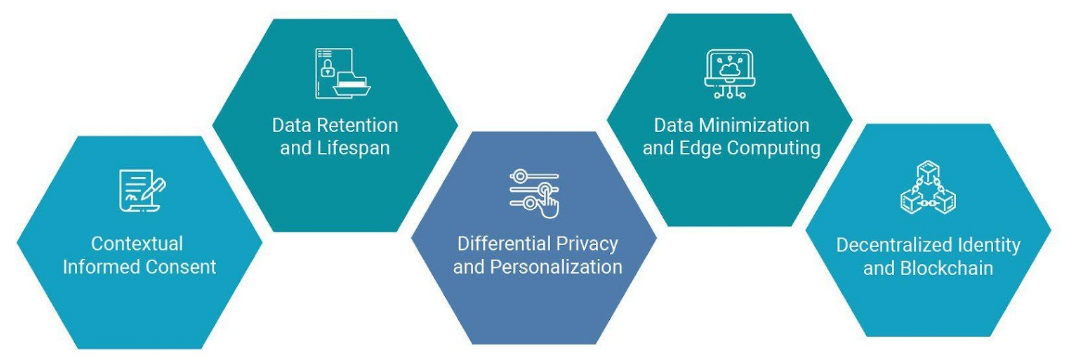 Contextual
Informed Consent
Data Retention
and Lifespan
Differential Privacy
and Personalization
Data Minimization
and Edge Computing
Decentralized Identity
and Blockchain